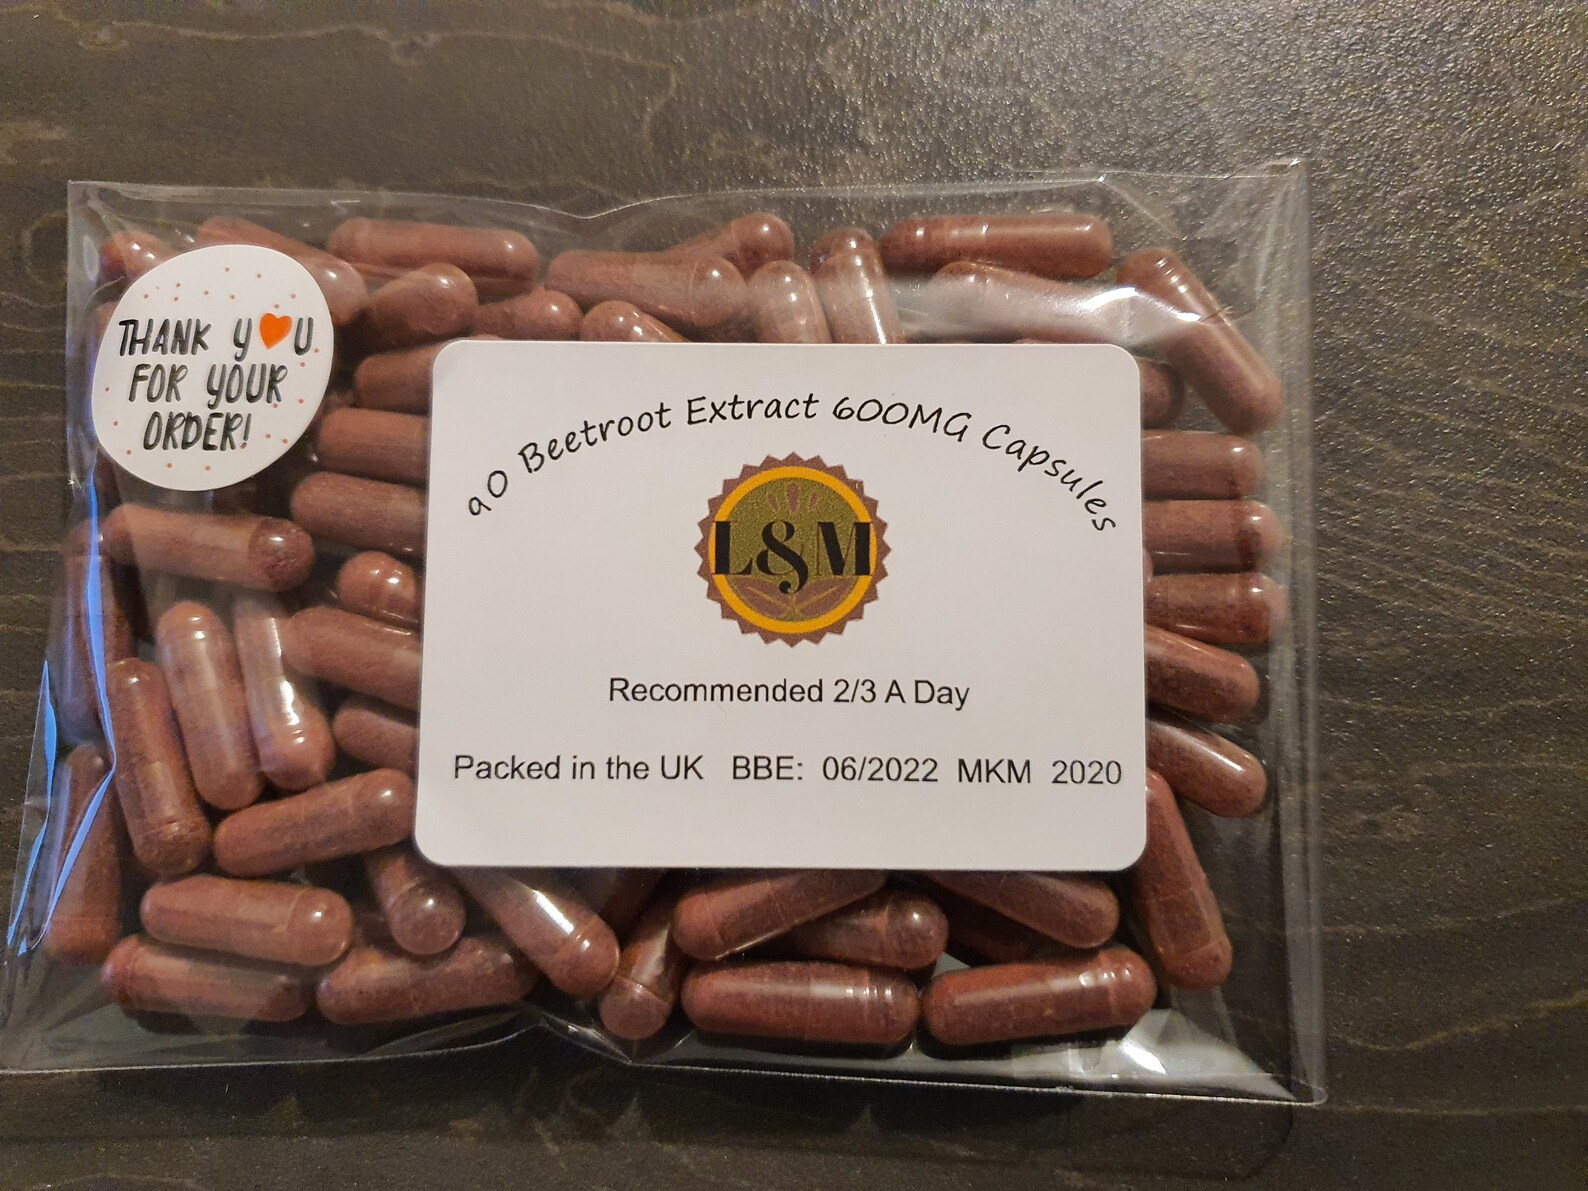 THANK YOU
FOR YOUR
ORDER!
90 Beetroot Extract 600MG Capsules
L&M
Recommended 2/3 A Day
Packed in the UK BBE: 06/2022 MKM 2020